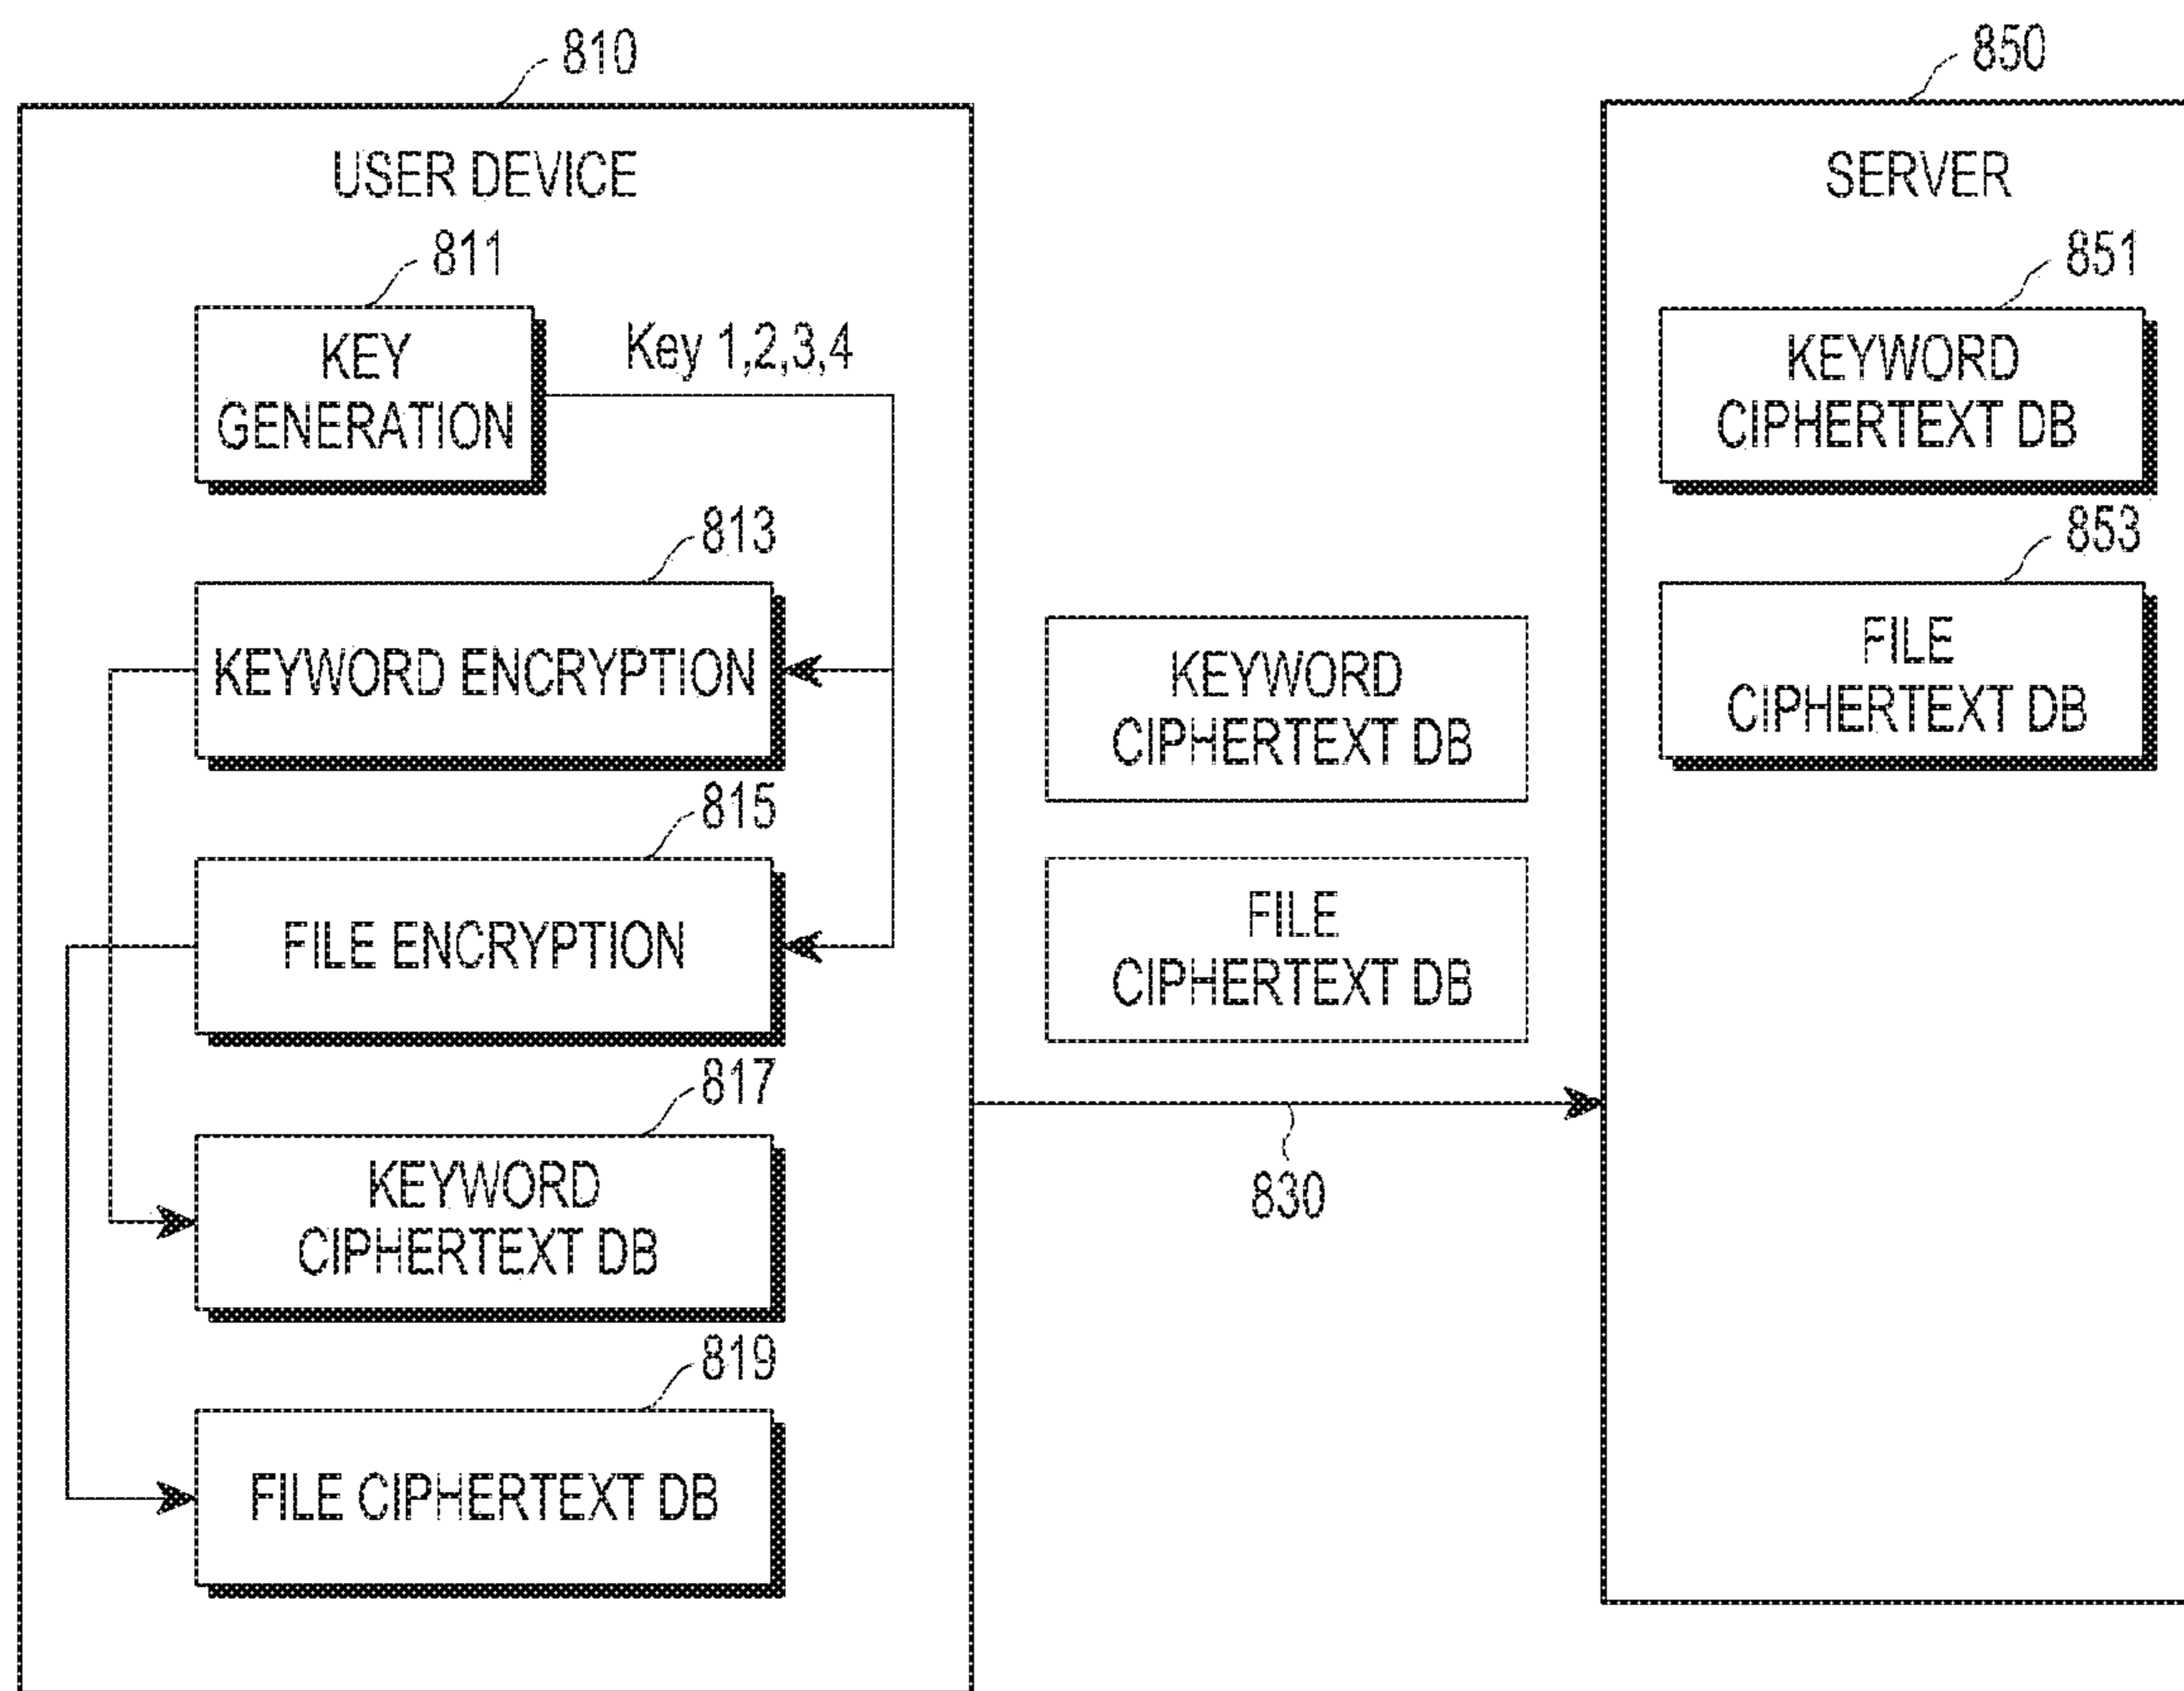 810
USER DEVICE
811
KEY
GENERATION
Key 1,2,3,4
813
KEYWORD ENCRYPTION
815
FILE ENCRYPTION
817
KEYWORD
CIPHERTEXT DB
819
FILE CIPHERTEXT DB
KEYWORD
CIPHERTEXT DB
FILE
CIPHERTEXT DB
830
850
SERVER
851
KEYWORD
CIPHERTEXT DB
853
FILE
CIPHERTEXT DB